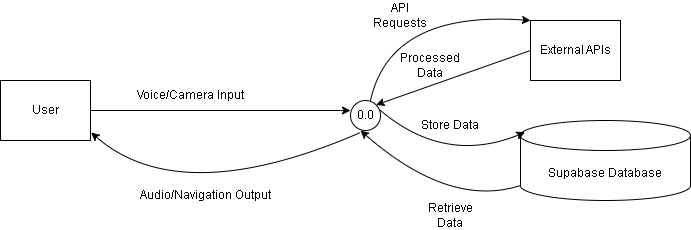 API
Requests
External APIs
Processed
Data
Voice/Camera Input
User
0.0
Store Data
Supabase Database
Audio/Navigation Output
Retrieve
Data